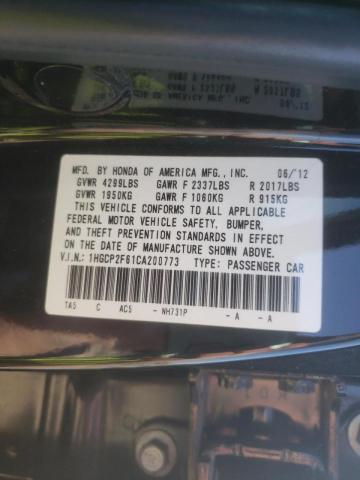 MFD. BY HONDA OF AMERICA MFG., INC. 06/12
GVWR 4299LBS GAWR F 2337LBS R 2017LBS
GVWR 1950KG GAWR F 1060KG R 915KG
THIS VEHICLE CONFORMS TO ALL APPLICABLE
FEDERAL MOTOR VEHICLE SAFETY, BUMPER,
AND THEFT PREVENTION STANDARDS IN EFFECT
ON THE DATE OF MANUFACTURE SHOWN ABOVE.
V.I.N.: 1HGCP2F61CA200773 TYPE: PASSENGER CAR
TA5 C AC5 - NH731P -A -A